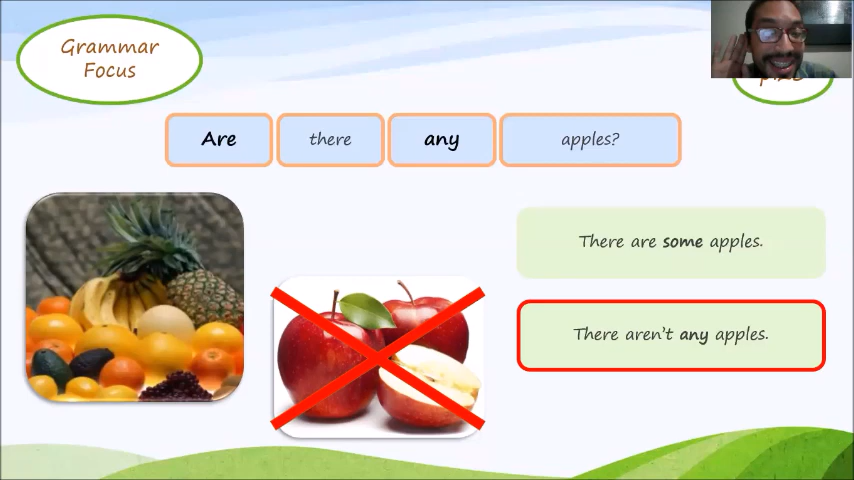 Grammar
Focus
Are there any apples?
There are some apples.
There aren't any apples.